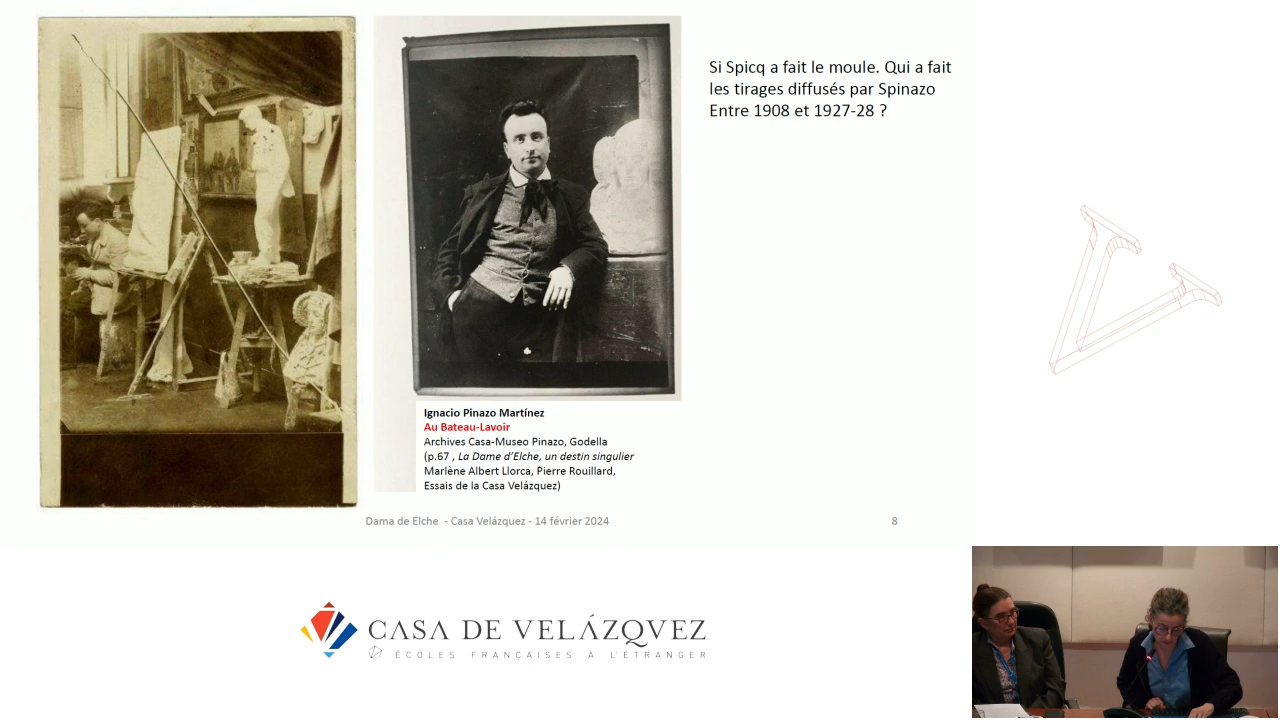 Si Spicq a fait le moule. Qui a fait
les tirages diffusés par Spinazo
Entre 1908 et 1927-28 ?
Ignacio Pinazo Martínez
Au Bateau-Lavoir
Archives Casa-Museo Pinazo, Godella
(p.67 , La Dame d’Elche, un destin singulier
Marlène Albert Llorca, Pierre Rouillard,
Essais de la Casa Velázquez)
Dama de Elche - Casa Velázquez - 14 février 2024
8
CASA DE VELÁZQVEZ
ÉCOLES FRANÇAISES À L'ÉTRANGER